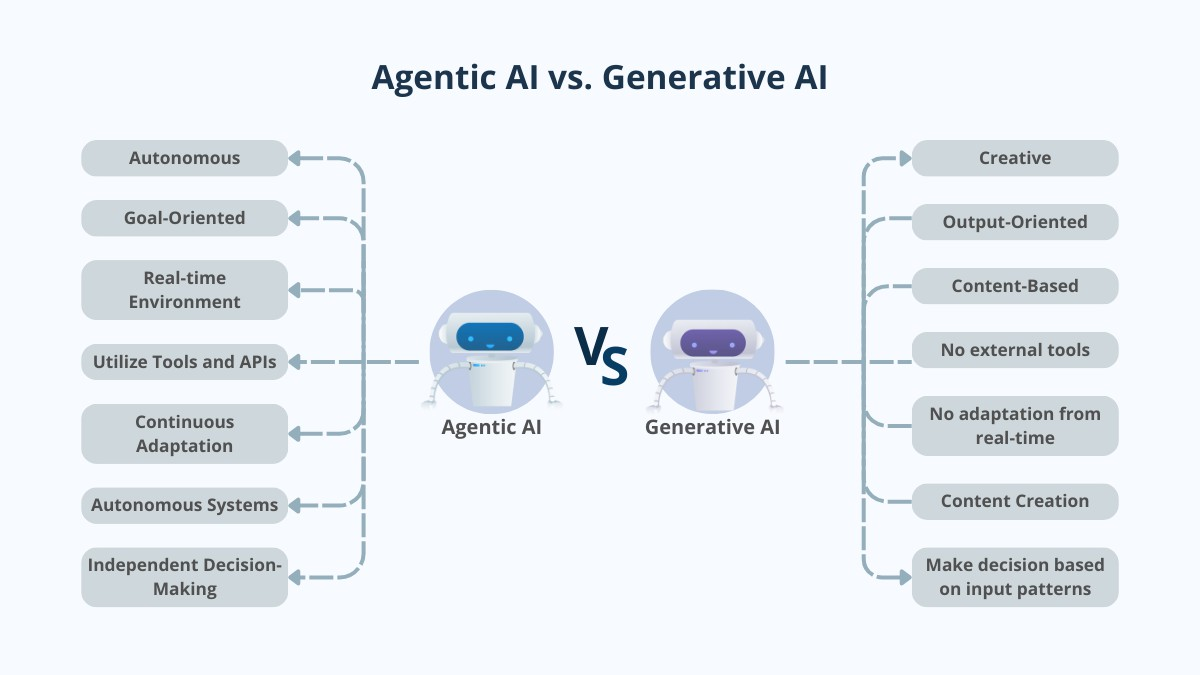 Agentic AI vs. Generative AI
Autonomous
Goal-Oriented
Real-time
Environment
Utilize Tools and APIs
Continuous
Adaptation
Autonomous Systems
Independent Decision-
Making
Agentic AI
VS
Generative AI
Creative
Output-Oriented
Content-Based
No external tools
No adaptation from
real-time
Content Creation
Make decision based
on input patterns